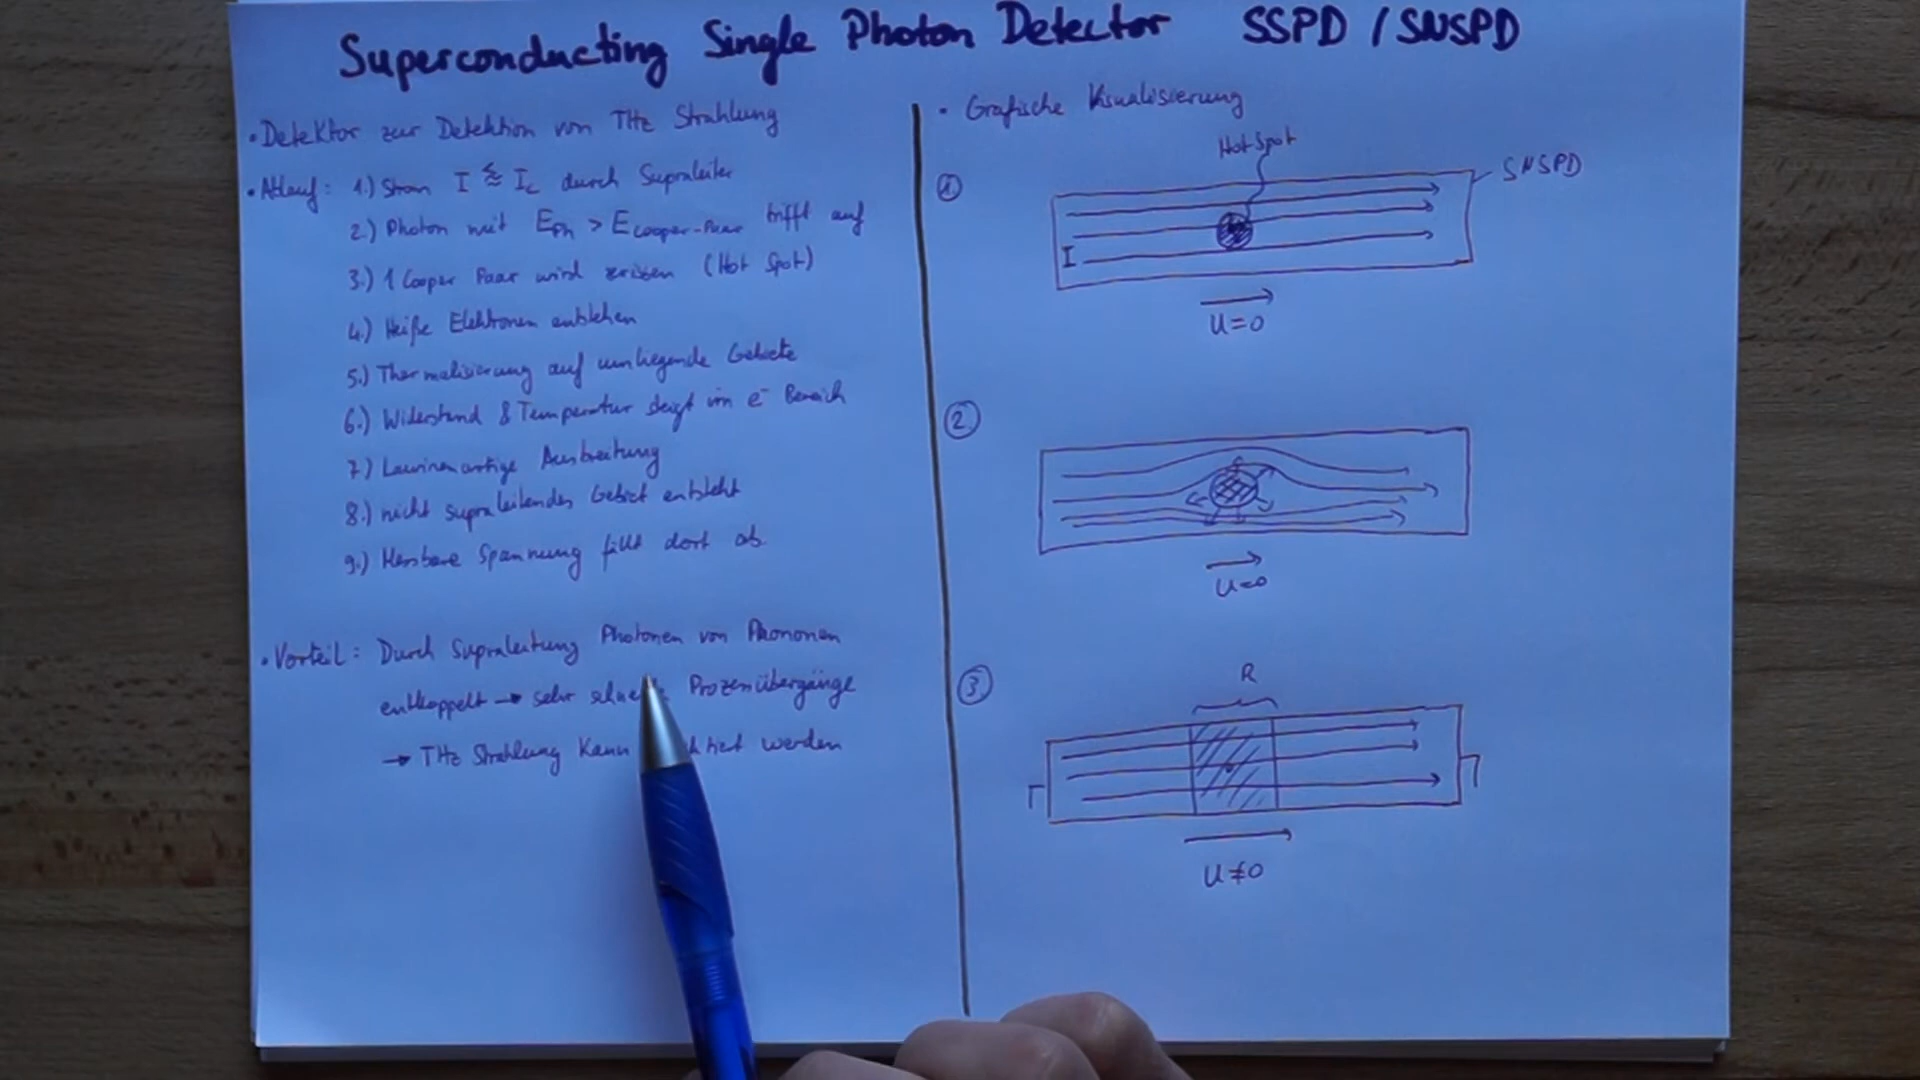 Superconducting Single Photon Detector SSPD / SNSPD
• Detektor zur Detektion von THz Strahlung
• Ablauf: 1.) Strom I ⪅ Ic durch Supraleiter
2.) Photon mit EPh > ECooper-Paar trifft auf
3.) 1 Cooper Paar wird zerissen (Hot Spot)
4.) Heiße Elektronen entstehen
5.) Thermalisierung auf umliegende Gebiete
6.) Widerstand & Temperatur steigt im e⁻ Bereich
7.) Lawinenartige Ausbreitung
8.) nicht supraleitendes Gebiet entsteht
9.) Messbare Spannung fällt dort ab
• Vorteil: Durch Supraleitung Photonen von Phononen
entkoppelt → sehr Prozessübergänge
→ THz Strahlung kann werden
• Grafische Visualisierung
Hot Spot
① SNSPD
I
U=0
②
U=0
③ R
U≠0